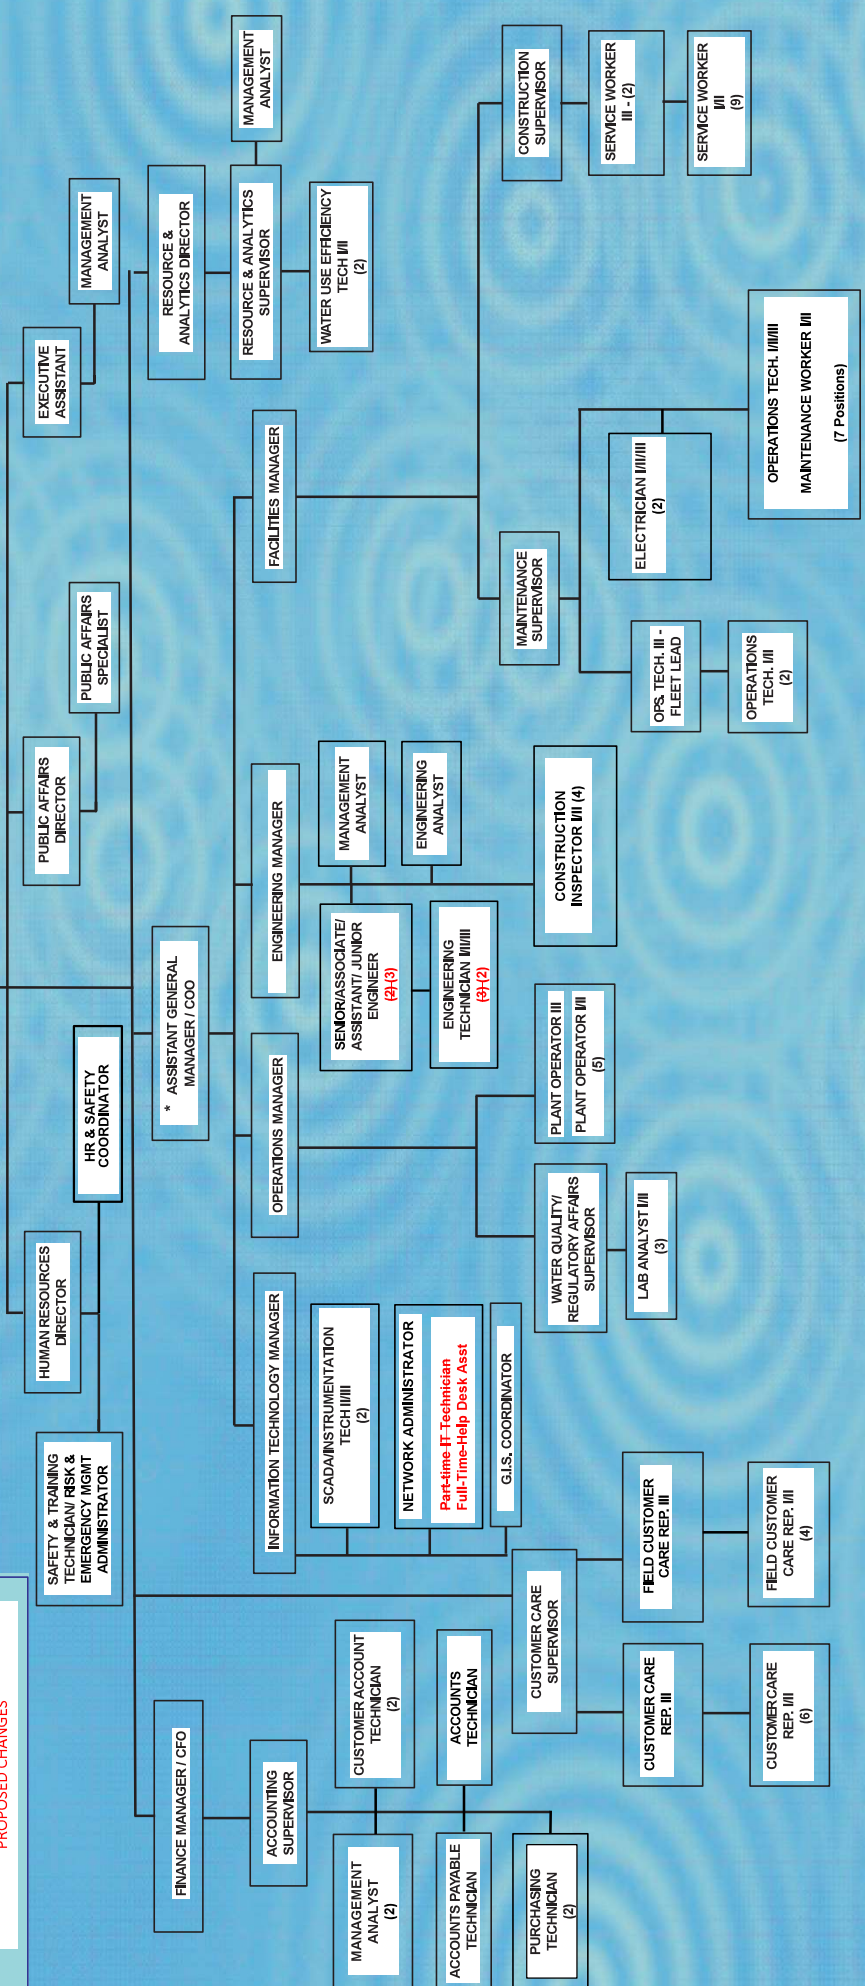 PROPOSED CHANGES
HUMAN RESOURCES
DIRECTOR
PUBLIC AFFAIRS
DIRECTOR
EXECUTIVE
ASSISTANT
SAFETY & TRAINING
TECHNICIAN/ RISK &
EMERGENCY MGMT
ADMINISTRATOR
HR & SAFETY
COORDINATOR
PUBLIC AFFAIRS
SPECIALIST
MANAGEMENT
ANALYST
FINANCE MANAGER / CFO
* ASSISTANT GENERAL
MANAGER / COO
RESOURCE &
ANALYTICS DIRECTOR
ACCOUNTING
SUPERVISOR
INFORMATION TECHNOLOGY MANAGER
OPERATIONS MANAGER
ENGINEERING MANAGER
FACILITIES MANAGER
RESOURCE & ANALYTICS
SUPERVISOR
MANAGEMENT
ANALYST
WATER USE EFFICIENCY
TECH I/II
(2)
MANAGEMENT
ANALYST
(2)
CUSTOMER ACCOUNT
TECHNICIAN
(2)
ACCOUNTS PAYABLE
TECHNICIAN
ACCOUNTS
TECHNICIAN
PURCHASING
TECHNICIAN
(2)
SCADA/INSTRUMENTATION
TECH II/III
(2)
NETWORK ADMINISTRATOR
Part-time IT Technician
Full-Time-Help Desk Asst
G.I.S. COORDINATOR
SENIOR/ASSOCIATE/
ASSISTANT/ JUNIOR
ENGINEER
(2) (3)
MANAGEMENT
ANALYST
ENGINEERING
TECHNICIAN I/II/III
(3) (2)
ENGINEERING
ANALYST
CONSTRUCTION
INSPECTOR I/II (4)
CUSTOMER CARE
SUPERVISOR
WATER QUALITY/
REGULATORY AFFAIRS
SUPERVISOR
PLANT OPERATOR III
PLANT OPERATOR I/II
(5)
LAB ANALYST I/II
(3)
MAINTENANCE
SUPERVISOR
CONSTRUCTION
SUPERVISOR
SERVICE WORKER
III - (2)
SERVICE WORKER
I/II
(9)
CUSTOMER CARE
REP. III
FIELD CUSTOMER
CARE REP. III
CUSTOMER CARE
REP. I/II
(6)
FIELD CUSTOMER
CARE REP. I/II
(4)
OPS. TECH. III -
FLEET LEAD
ELECTRICIAN I/II/III
(2)
OPERATIONS
TECH. I/II
(2)
OPERATIONS TECH. I/II/III
MAINTENANCE WORKER I/II
(7 Positions)